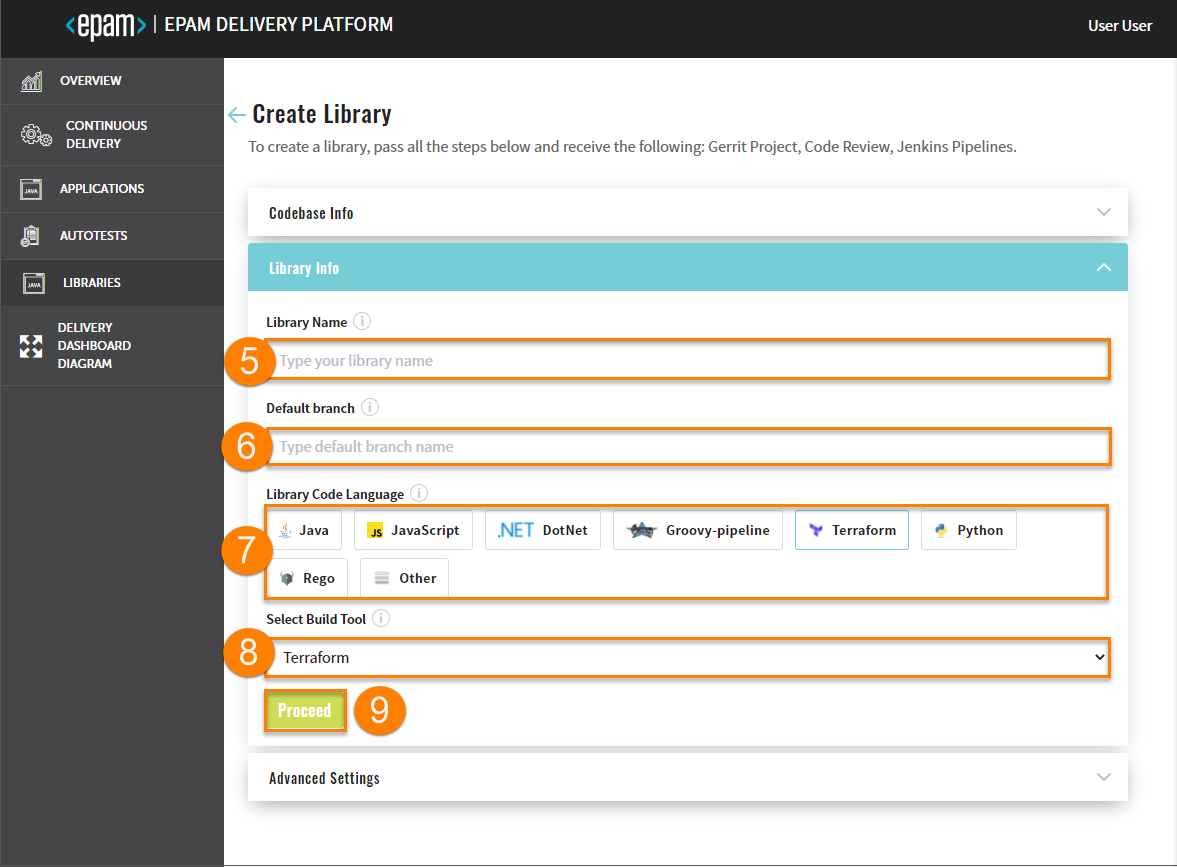 <epam> | EPAM DELIVERY PLATFORM
User User
OVERVIEW
CONTINUOUS
DELIVERY
APPLICATIONS
AUTOTESTS
LIBRARIES
DELIVERY
DASHBOARD
DIAGRAM
Create Library
To create a library, pass all the steps below and receive the following: Gerrit Project, Code Review, Jenkins Pipelines.
Codebase Info
Library Info
Library Name i
5 Type your library name
Default branch i
6 Type default branch name
Library Code Language i
7 Java JS JavaScript .NET DotNet Groovy-pipeline Terraform Python
Rego Other
Select Build Tool i
8 Terraform
Proceed 9
Advanced Settings